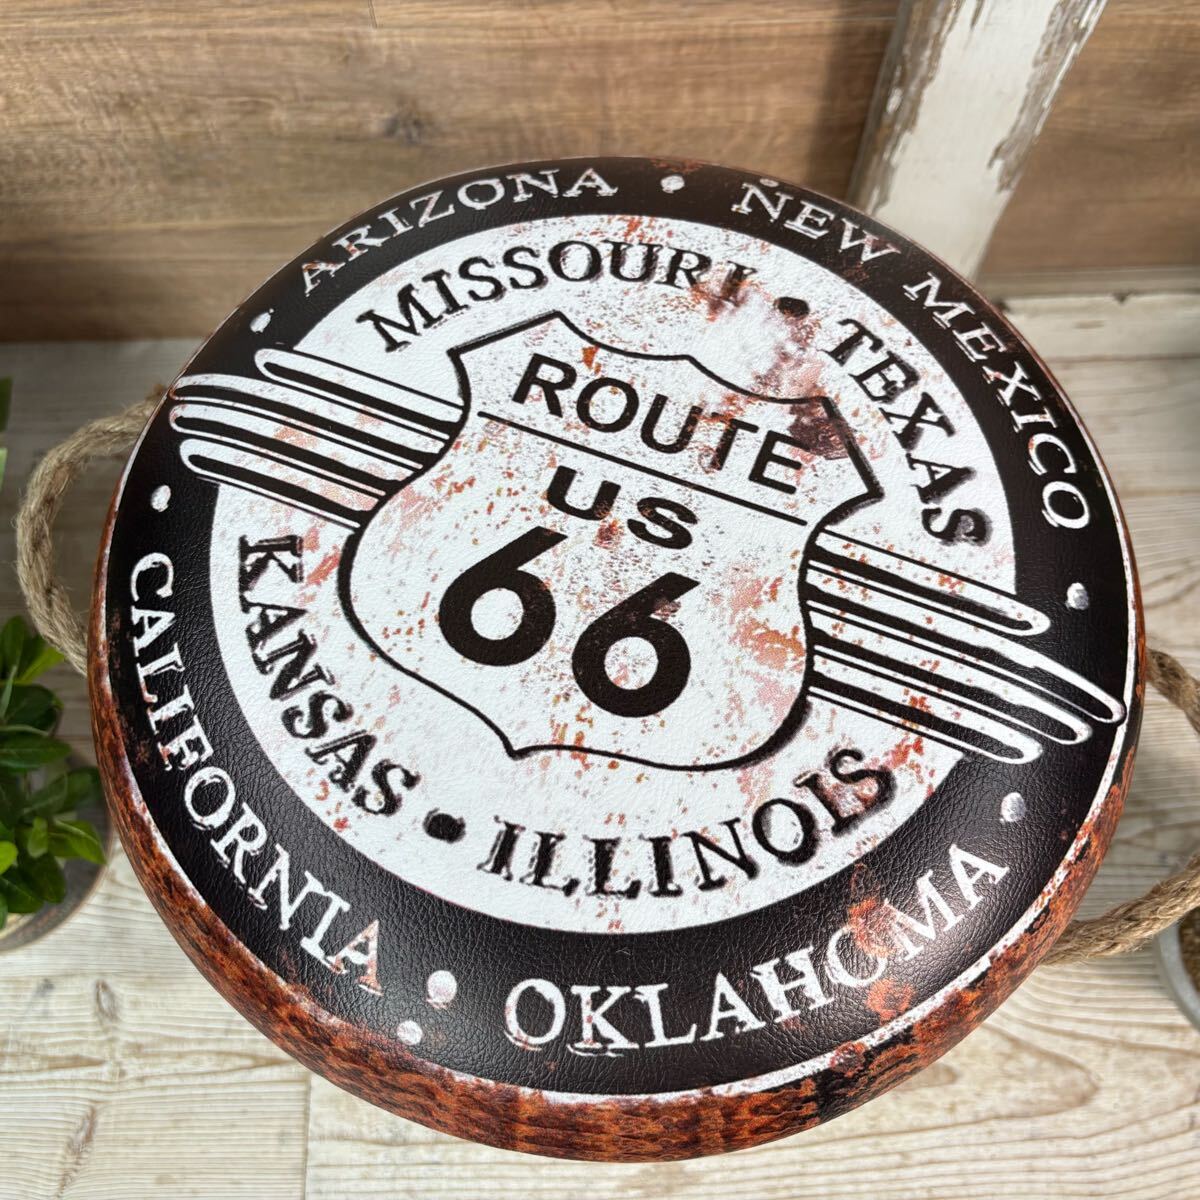 ARIZONA • NEW MEXICO
MISSOURI • TEXAS
ROUTE
US
66
KANSAS • ILLINOIS
CALIFORNIA • OKLAHOMA